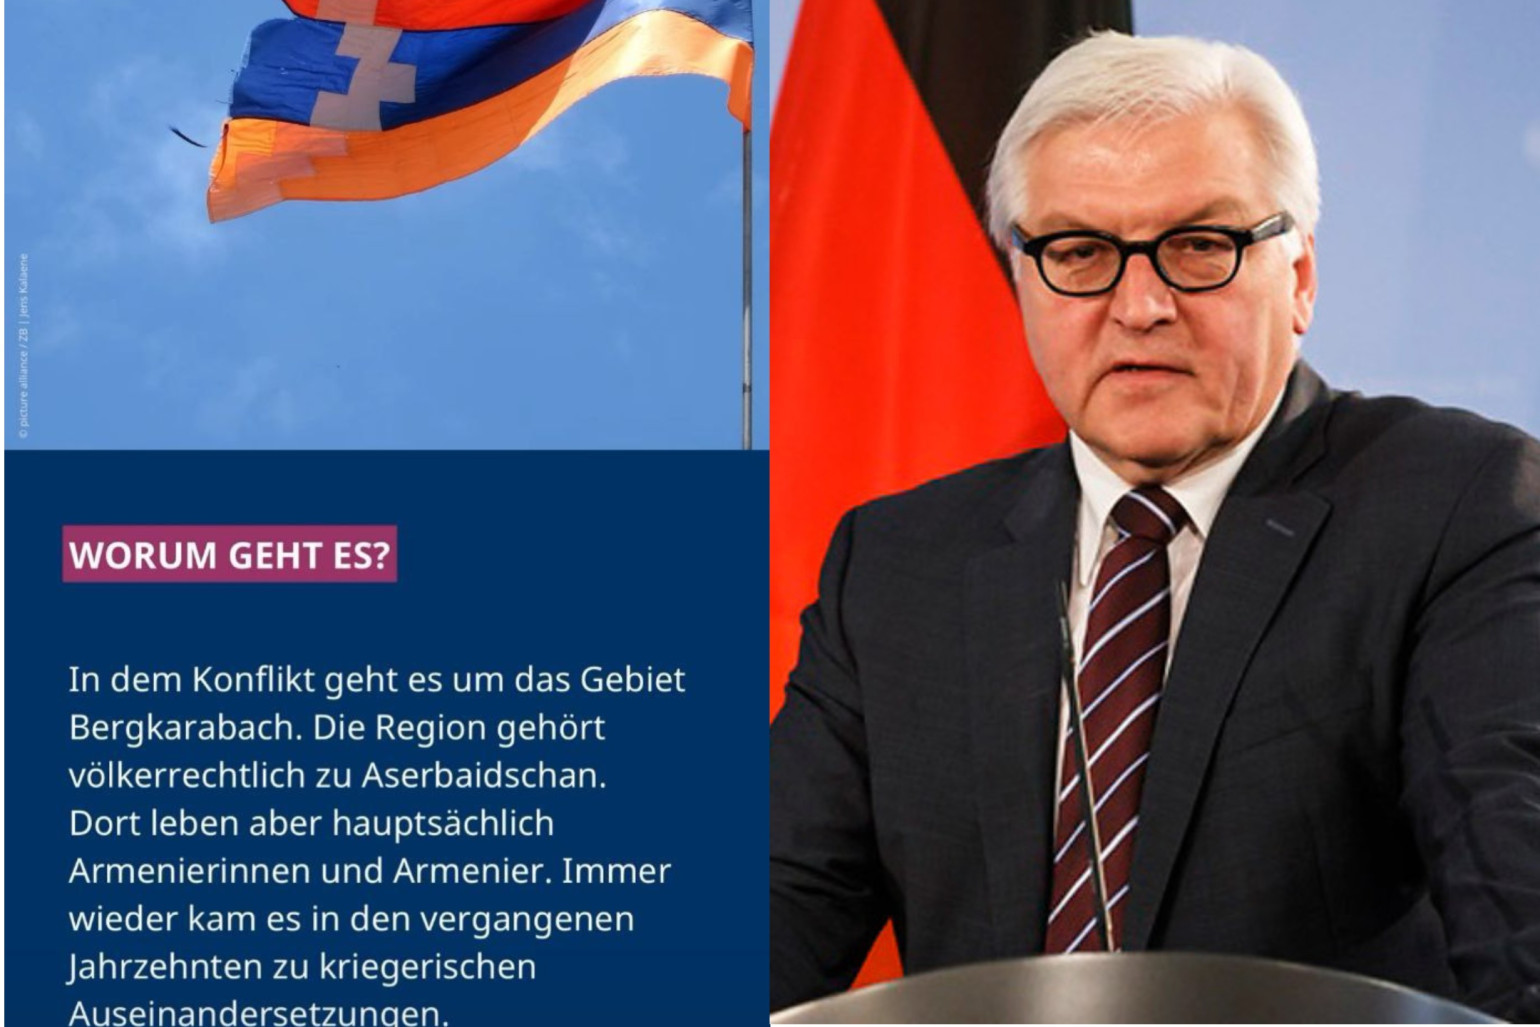 © picture alliance / ZB | Jens Kalaene
WORUM GEHT ES?
In dem Konflikt geht es um das Gebiet
Bergkarabach. Die Region gehört
völkerrechtlich zu Aserbaidschan.
Dort leben aber hauptsächlich
Armenierinnen und Armenier. Immer
wieder kam es in den vergangenen
Jahrzehnten zu kriegerischen
Auseinandersetzungen.